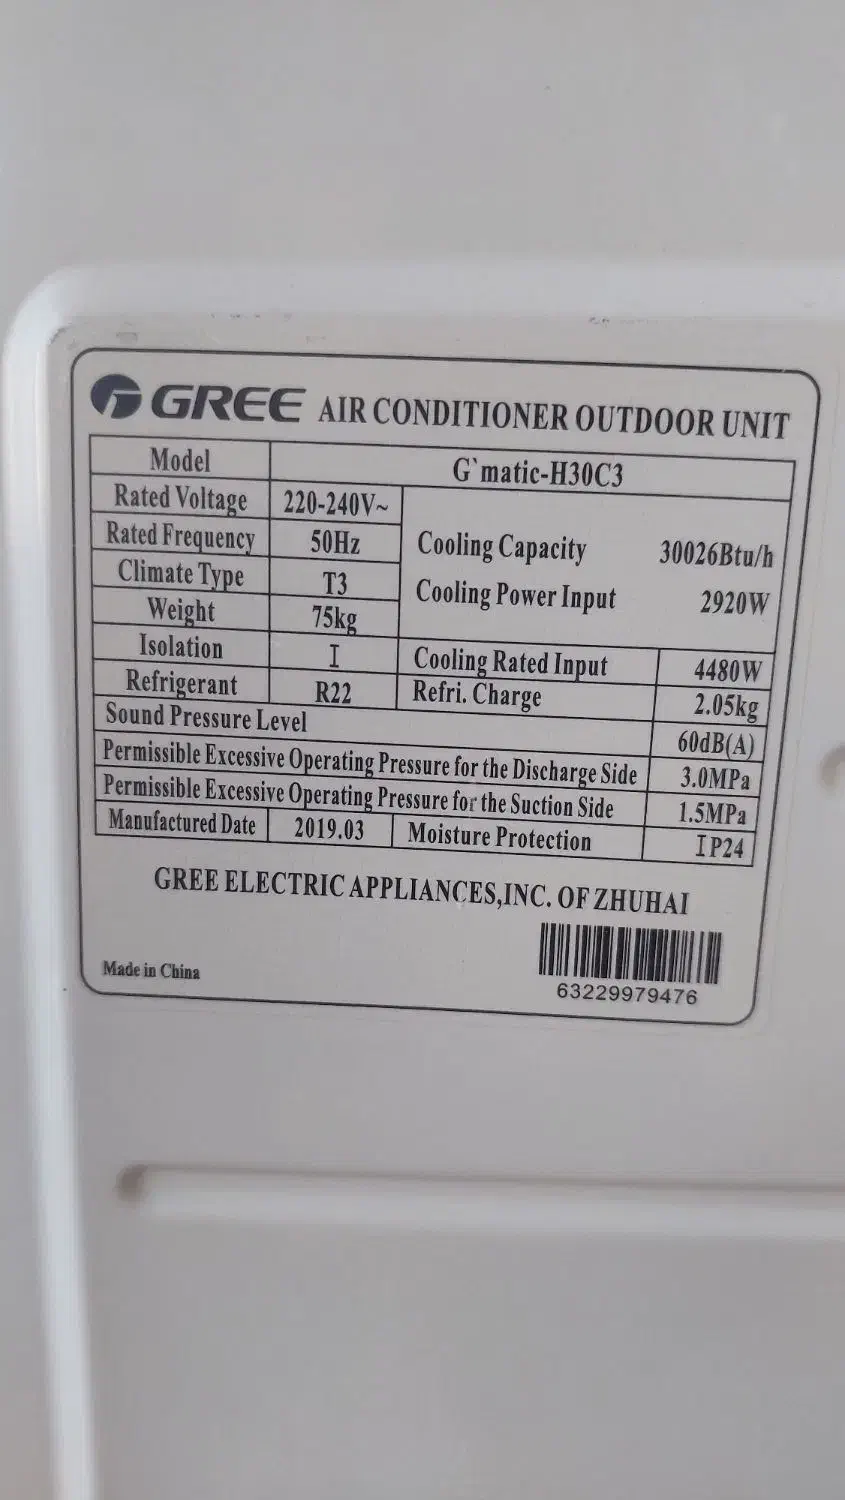 GREE AIR CONDITIONER OUTDOOR UNIT
Model G`matic-H30C3
Rated Voltage 220-240V~
Rated Frequency 50Hz
Cooling Capacity 30026Btu/h
Climate Type T3
Cooling Power Input 2920W
Weight 75kg
Isolation I Cooling Rated Input 4480W
Refrigerant R22 Refri. Charge 2.05kg
Sound Pressure Level 60dB(A)
Permissible Excessive Operating Pressure for the Discharge Side 3.0MPa
Permissible Excessive Operating Pressure for the Suction Side 1.5MPa
Manufactured Date 2019.03 Moisture Protection IP24
GREE ELECTRIC APPLIANCES,INC. OF ZHUHAI
Made in China
63229979476